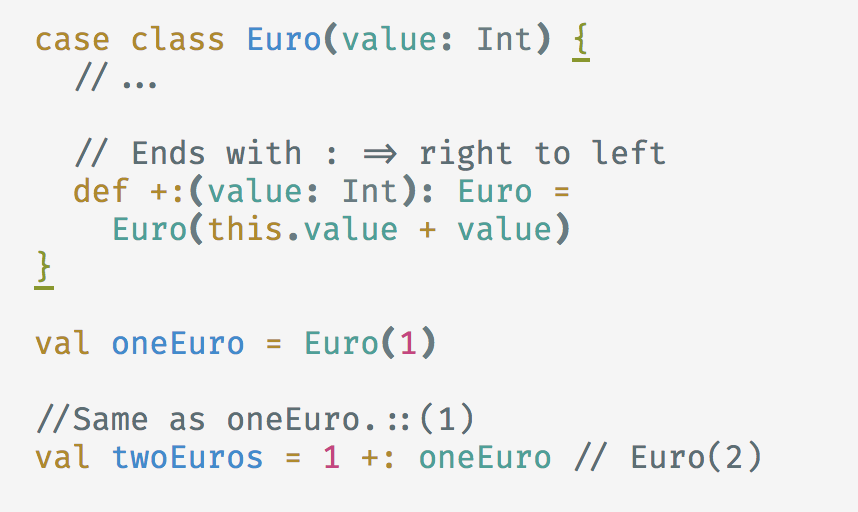 case class Euro(value: Int) {
  // ...

  // Ends with : => right to left
  def +:(value: Int): Euro =
    Euro(this.value + value)
}

val oneEuro = Euro(1)

//Same as oneEuro.::(1)
val twoEuros = 1 +: oneEuro // Euro(2)